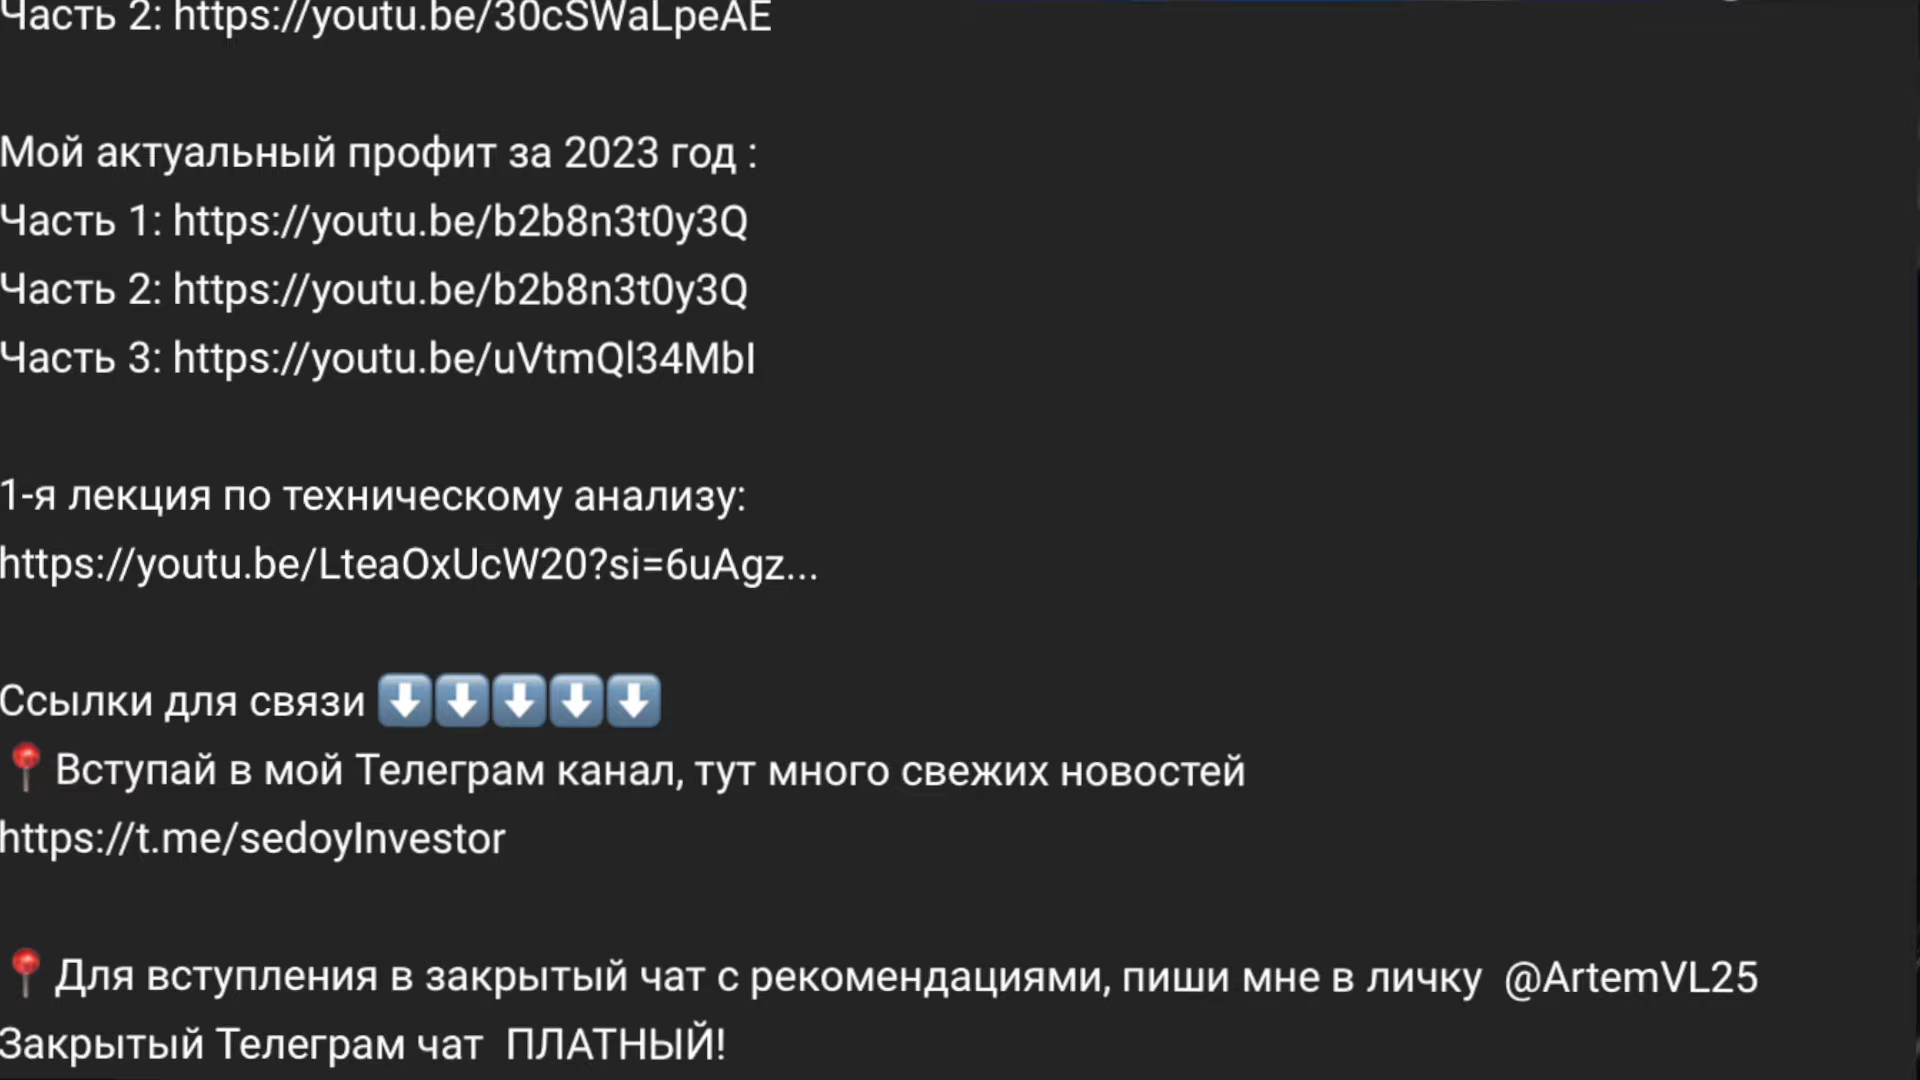 Часть 2: https://youtu.be/30cSWaLpeAE
Мой актуальный профит за 2023 год :
Часть 1: https://youtu.be/b2b8n3t0y3Q
Часть 2: https://youtu.be/b2b8n3t0y3Q
Часть 3: https://youtu.be/uVtmQl34MbI
1-я лекция по техническому анализу:
https://youtu.be/LteaOxUcW20?si=6uAgz...
Ссылки для связи ⬇️⬇️⬇️⬇️⬇️
📍Вступай в мой Телеграм канал, тут много свежих новостей
https://t.me/sedoyInvestor
📍Для вступления в закрытый чат с рекомендациями, пиши мне в личку @ArtemVL25
Закрытый Телеграм чат ПЛАТНЫЙ!